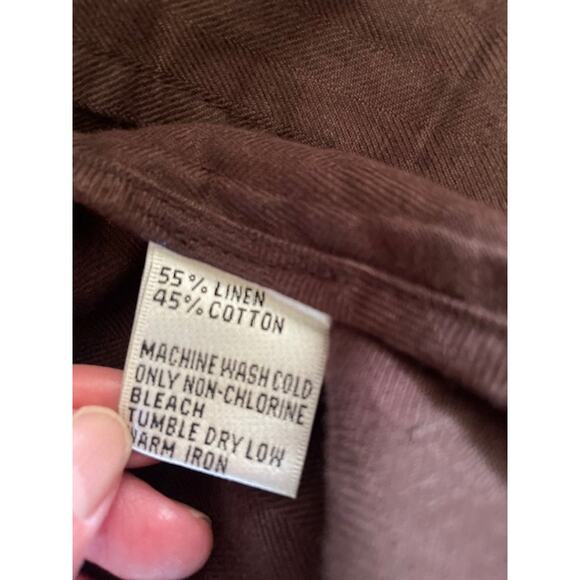 55% LINEN
45% COTTON
MACHINE WASH COLD
ONLY NON-CHLORINE
BLEACH
TUMBLE DRY LOW
WARM IRON